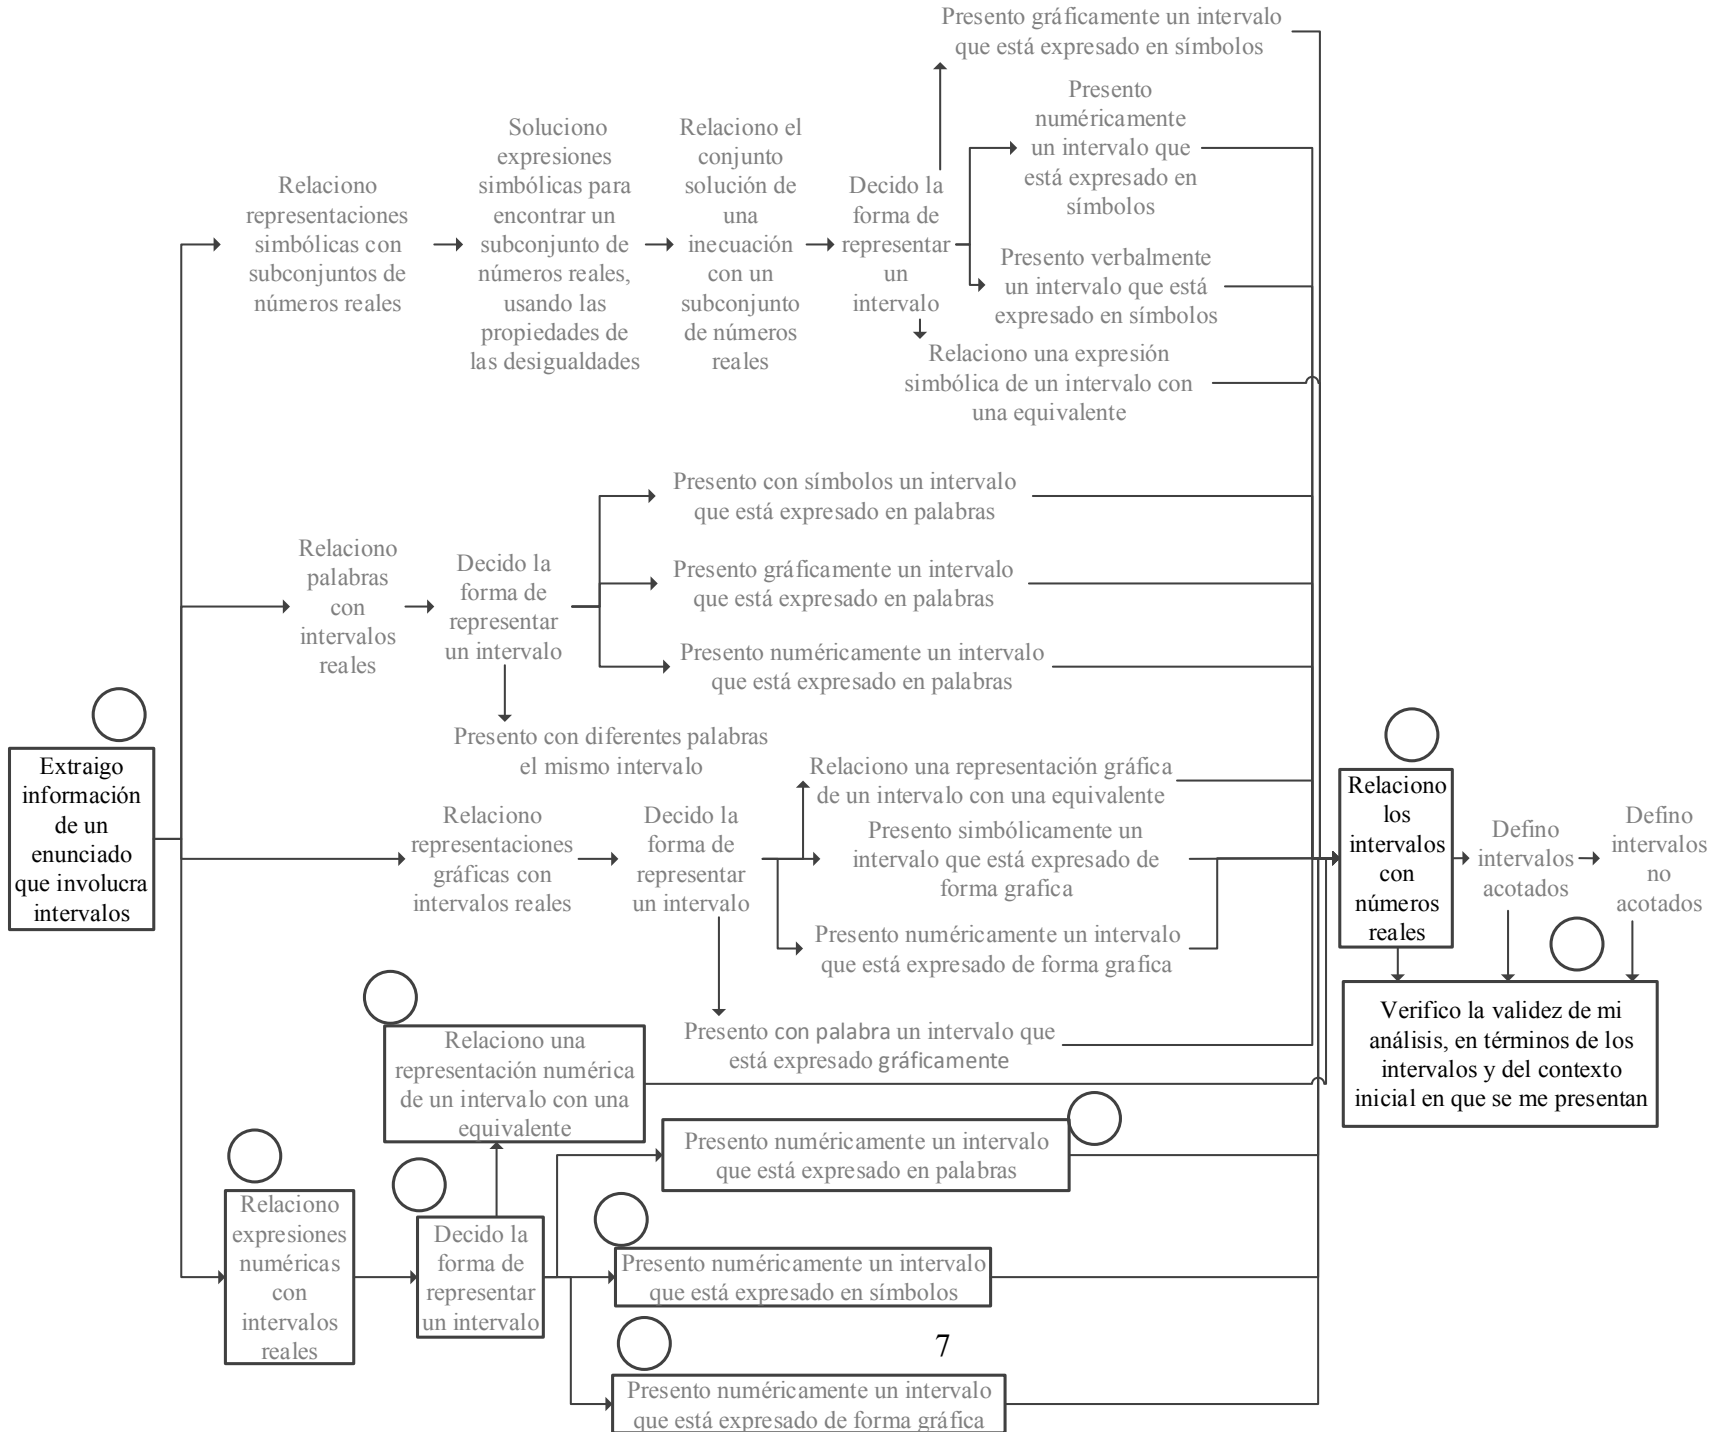 Presento gráficamente un intervalo
que está expresado en símbolos
Presento
numéricamente
un intervalo que
está expresado en
símbolos
Soluciono
expresiones
simbólicas para
encontrar un
subconjunto de
números reales,
usando las
propiedades de
las desigualdades
Relaciono el
conjunto
solución de
una
inecuación
con un
subconjunto
de números
reales
Relaciono
representaciones
simbólicas con
subconjuntos de
números reales
Decido la
forma de
representar
un
intervalo
Presento verbalmente
un intervalo que está
expresado en símbolos
Relaciono una expresión
simbólica de un intervalo con
una equivalente
Presento con símbolos un intervalo
que está expresado en palabras
Relaciono
palabras
con
intervalos
reales
Decido la
forma de
representar
un intervalo
Presento gráficamente un intervalo
que está expresado en palabras
Presento numéricamente un intervalo
que está expresado en palabras
Presento con diferentes palabras
el mismo intervalo
Extraigo
información
de un
enunciado
que involucra
intervalos
Relaciono
representaciones
gráficas con
intervalos reales
Decido la
forma de
representar
un intervalo
Relaciono una representación gráfica
de un intervalo con una equivalente
Presento simbólicamente un
intervalo que está expresado de
forma grafica
Presento numéricamente un intervalo
que está expresado de forma grafica
Presento con palabra un intervalo que
está expresado gráficamente
Relaciono
los
intervalos
con
números
reales
Defino
intervalos
acotados
Defino
intervalos
no
acotados
Verifico la validez de mi
análisis, en términos de los
intervalos y del contexto
inicial en que se me presentan
Relaciono una
representación numérica
de un intervalo con una
equivalente
Presento numéricamente un intervalo
que está expresado en palabras
Relaciono
expresiones
numéricas
con
intervalos
reales
Decido la
forma de
representar
un intervalo
Presento numéricamente un intervalo
que está expresado en símbolos
7
Presento numéricamente un intervalo
que está expresado de forma gráfica